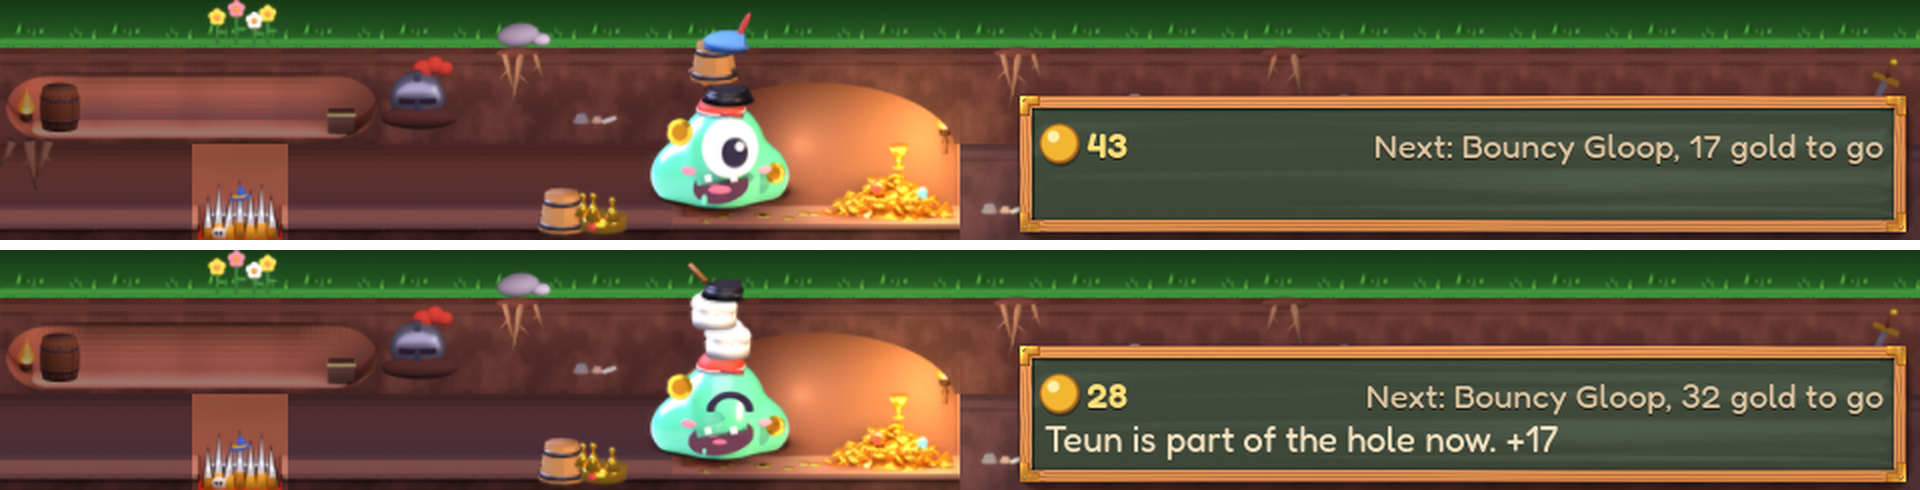 43
Next: Bouncy Gloop, 17 gold to go
28
Next: Bouncy Gloop, 32 gold to go
Teun is part of the hole now. +17